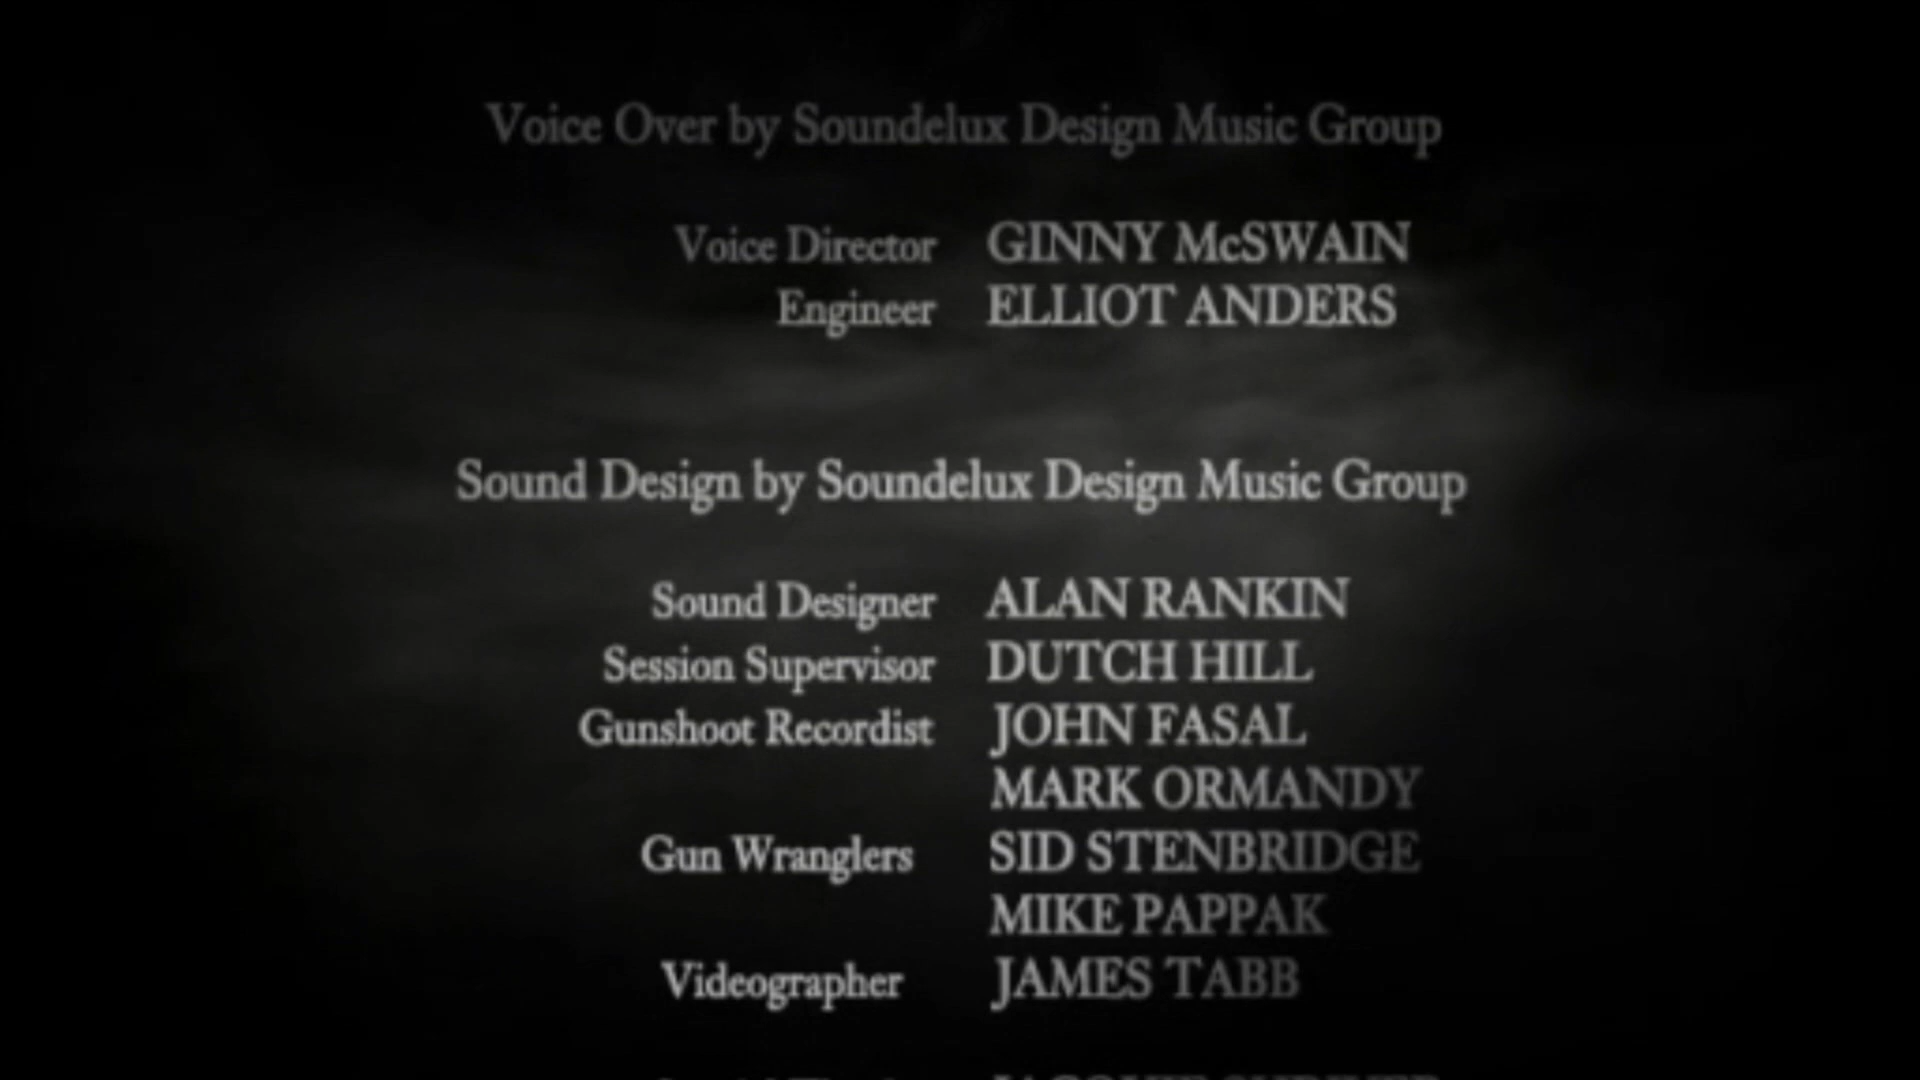 Voice Over by Soundelux Design Music Group
Voice Director GINNY McSWAIN
Engineer ELLIOT ANDERS
Sound Design by Soundelux Design Music Group
Sound Designer ALAN RANKIN
Session Supervisor DUTCH HILL
Gunshoot Recordist JOHN FASAL
MARK ORMANDY
Gun Wranglers SID STENBRIDGE
MIKE PAPPAK
Videographer JAMES TABB